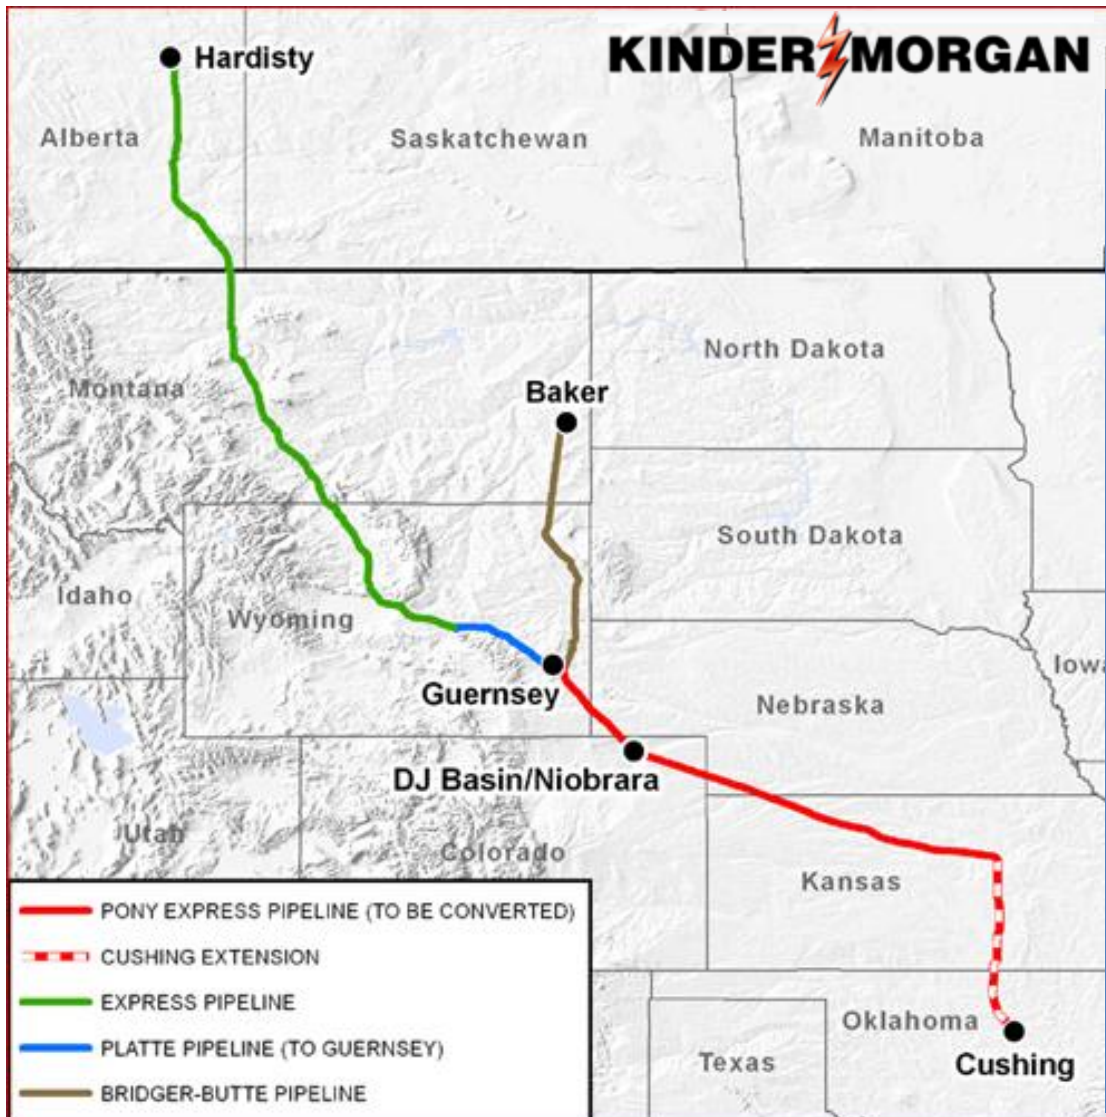 Hardisty
KINDER MORGAN
Alberta
Saskatchewan
Manitoba
North Dakota
Montana
Baker
South Dakota
Idaho
Wyoming
Iowa
Guernsey
Nebraska
DJ Basin/Niobrara
Utah
Colorado
Kansas
PONY EXPRESS PIPELINE (TO BE CONVERTED)
CUSHING EXTENSION
EXPRESS PIPELINE
PLATTE PIPELINE (TO GUERNSEY)
BRIDGER-BUTTE PIPELINE
Oklahoma
Texas
Cushing